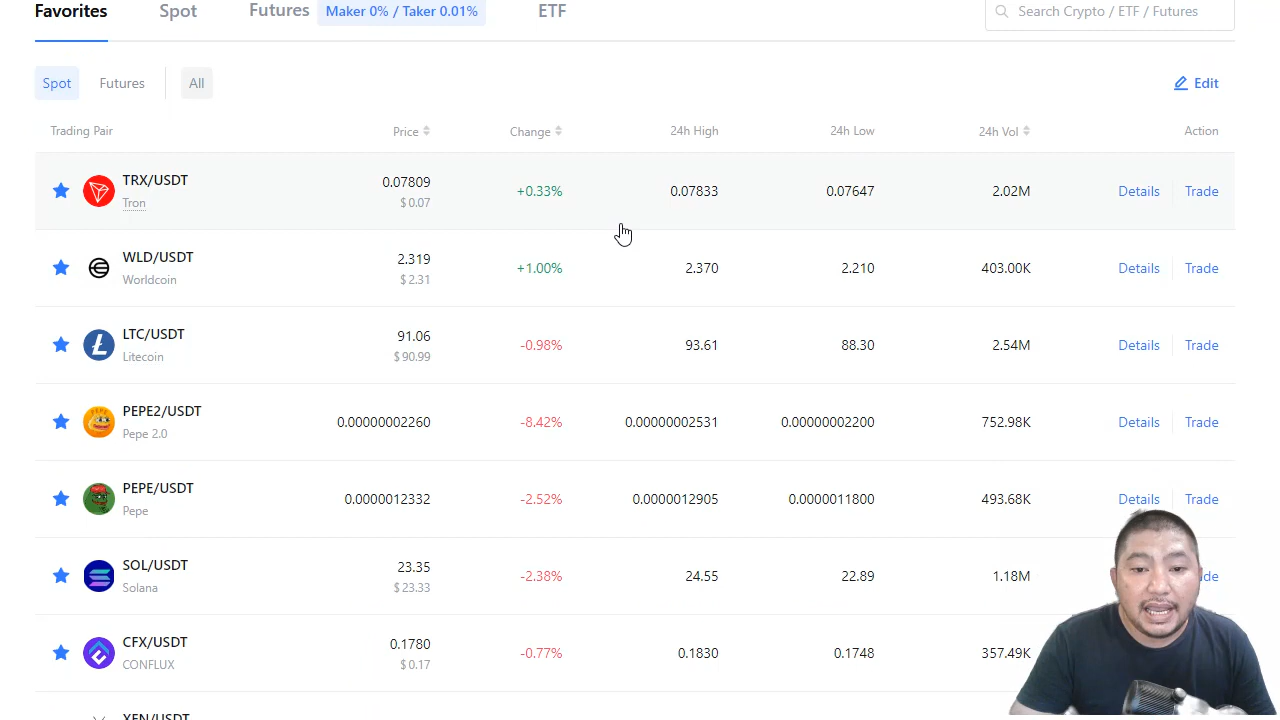 Favorites Spot Futures Maker 0% / Taker 0.01% ETF Search Crypto / ETF / Futures
Spot Futures All Edit
Trading Pair Price Change 24h High 24h Low 24h Vol Action
TRX/USDT 0.07809 +0.33% 0.07833 0.07647 2.02M Details Trade
Tron $ 0.07
WLD/USDT 2.319 +1.00% 2.370 2.210 403.00K Details Trade
Worldcoin $ 2.31
LTC/USDT 91.06 -0.98% 93.61 88.30 2.54M Details Trade
Litecoin $ 90.99
PEPE2/USDT 0.00000002260 -8.42% 0.00000002531 0.00000002200 752.98K Details Trade
Pepe 2.0
PEPE/USDT 0.0000012332 -2.52% 0.0000012905 0.0000011800 493.68K Details Trade
Pepe
SOL/USDT 23.35 -2.38% 24.55 22.89 1.18M
Solana $ 23.33
CFX/USDT 0.1780 -0.77% 0.1830 0.1748 357.49K
CONFLUX $ 0.17